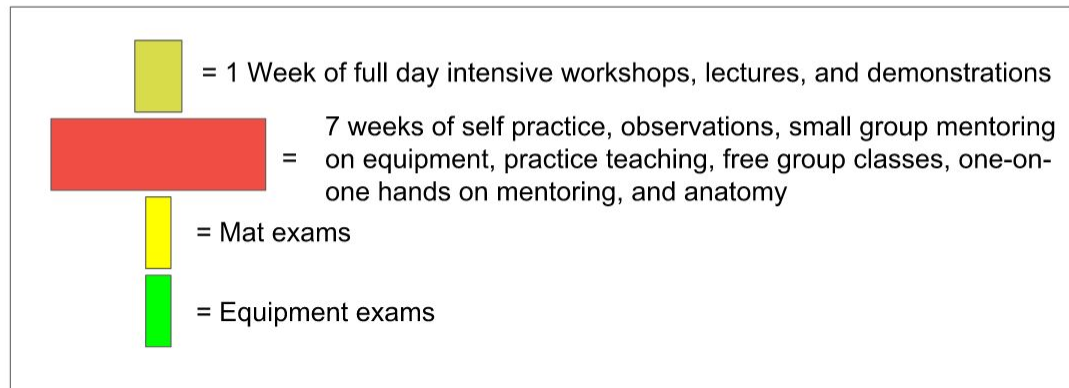 = 1 Week of full day intensive workshops, lectures, and demonstrations
= 7 weeks of self practice, observations, small group mentoring
on equipment, practice teaching, free group classes, one-on-
one hands on mentoring, and anatomy
= Mat exams
= Equipment exams